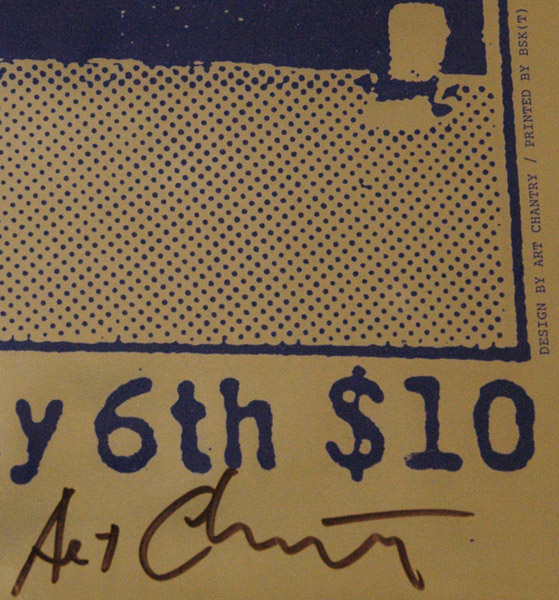 DESIGN BY ART CHANTRY / PRINTED BY BSK(T)
y 6th $10
Art Chantry